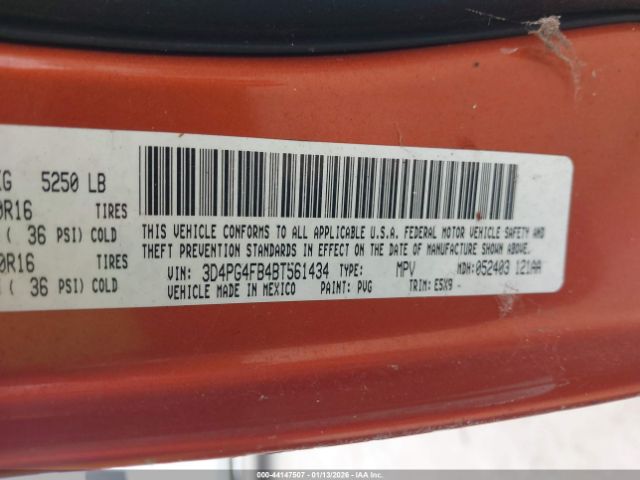 KG 5250 LB
0R16 TIRES
( 36 PSI) COLD
0R16 TIRES
( 36 PSI) COLD
THIS VEHICLE CONFORMS TO ALL APPLICABLE U.S.A. FEDERAL MOTOR VEHICLE SAFETY AND
THEFT PREVENTION STANDARDS IN EFFECT ON THE DATE OF MANUFACTURE SHOWN ABOVE.
VIN: 3D4PG4FB4BT561434 TYPE: MPV MDH:052403 121AA
VEHICLE MADE IN MEXICO PAINT: PVG TRIM: E5X9 -
000-44147507 - 01/13/2026 - IAAI, Inc.